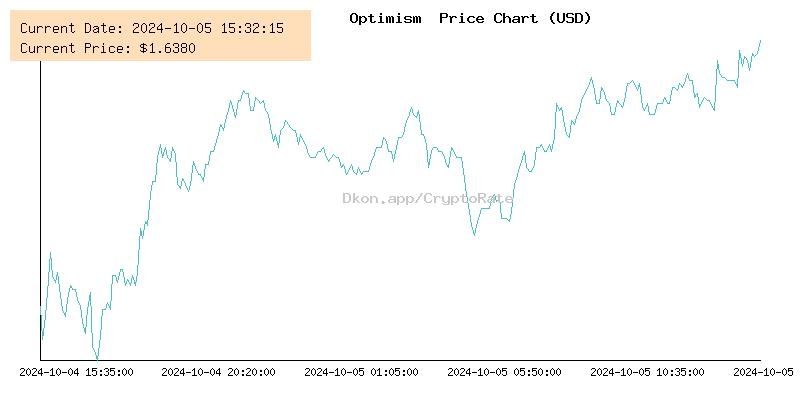 Optimism  Price Chart (USD)
Current Date: 2024-10-05 15:32:15
Current Price: $1.6380
Dkon.app/CryptoRate
2024-10-04 15:35:00 2024-10-04 20:20:00 2024-10-05 01:05:00 2024-10-05 05:50:00 2024-10-05 10:35:00 2024-10-05